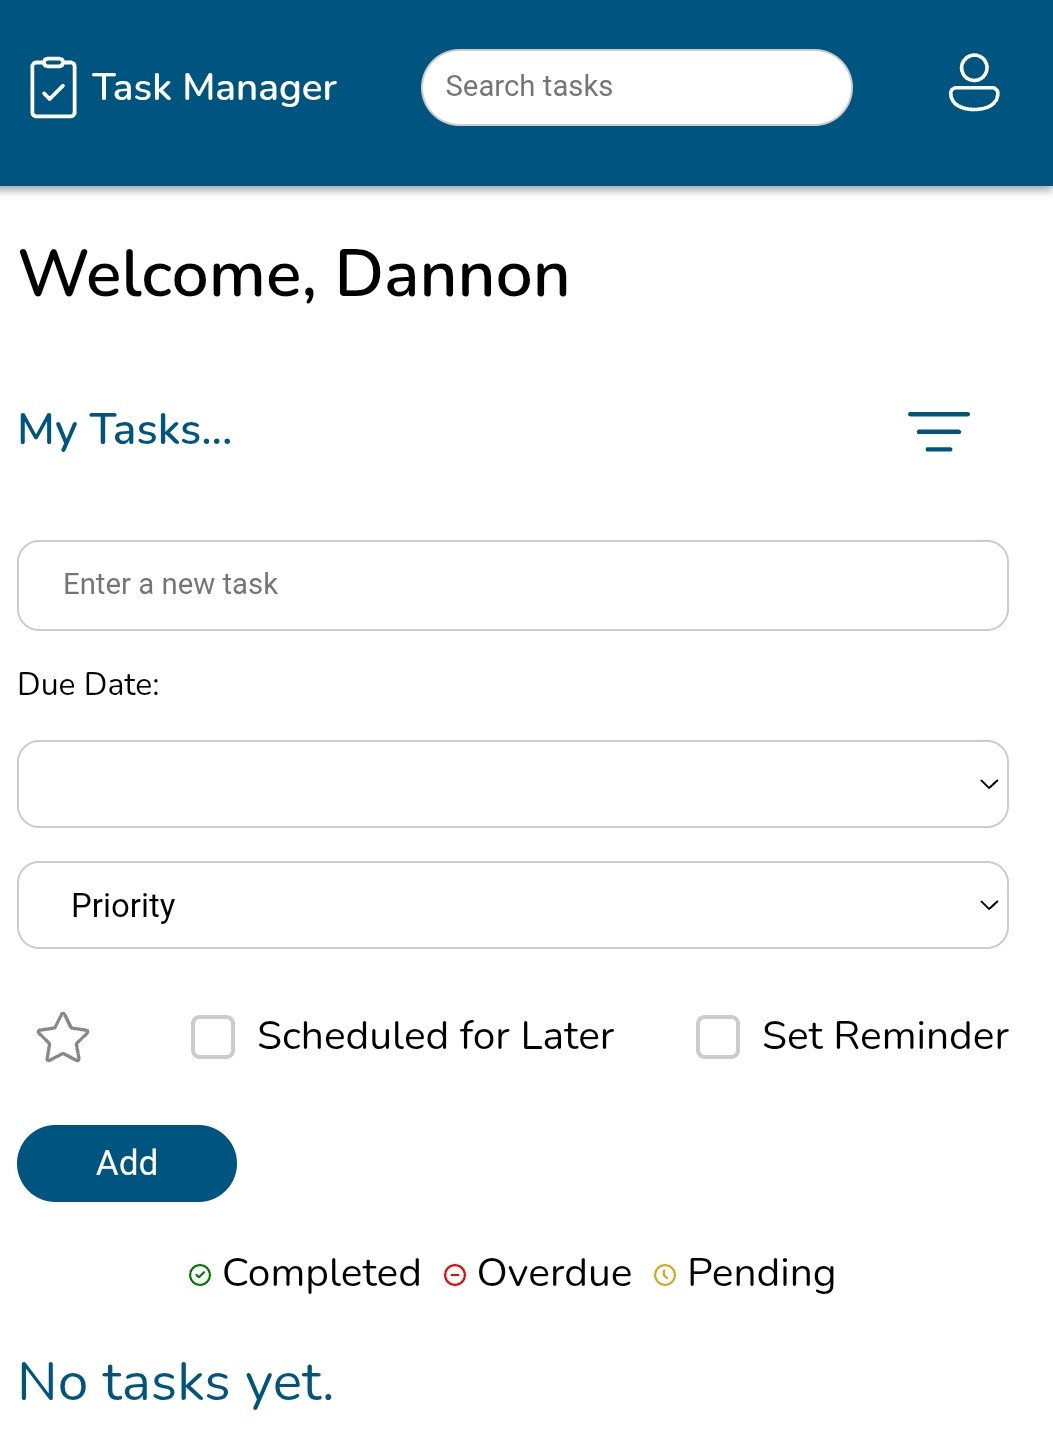 Task Manager
Search tasks
Welcome, Dannon
My Tasks...
Enter a new task
Due Date:
Priority
Scheduled for Later
Set Reminder
Add
Completed
Overdue
Pending
No tasks yet.